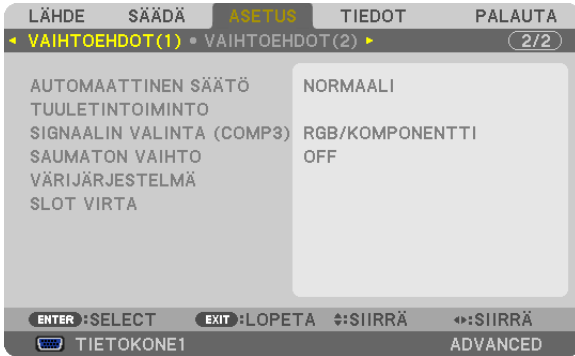 LÄHDE SÄÄDÄ ASETUS TIEDOT PALAUTA
VAIHTOEHDOT(1) • VAIHTOEHDOT(2) 2/2
AUTOMAATTINEN SÄÄTÖ NORMAALI
TUULETINTOIMINTO
SIGNAALIN VALINTA (COMP3) RGB/KOMPONENTTI
SAUMATON VAIHTO OFF
VÄRIJÄRJESTELMÄ
SLOT VIRTA
ENTER :SELECT EXIT :LOPETA :SIIRRÄ :SIIRRÄ
TIETOKONE1 ADVANCED